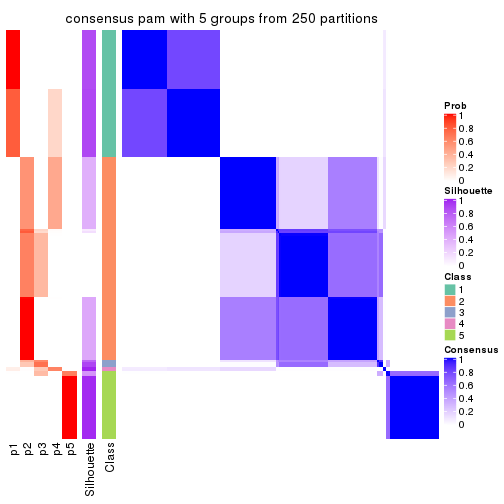 consensus pam with 5 groups from 250 partitions
Prob
1
0.8
0.6
0.4
0.2
0
Silhouette
1
0.8
0.6
0.4
0.2
0
Class
1
2
3
4
5
Consensus
1
0.8
0.6
0.4
0.2
0
p1
p2
p3
p4
p5
Silhouette
Class